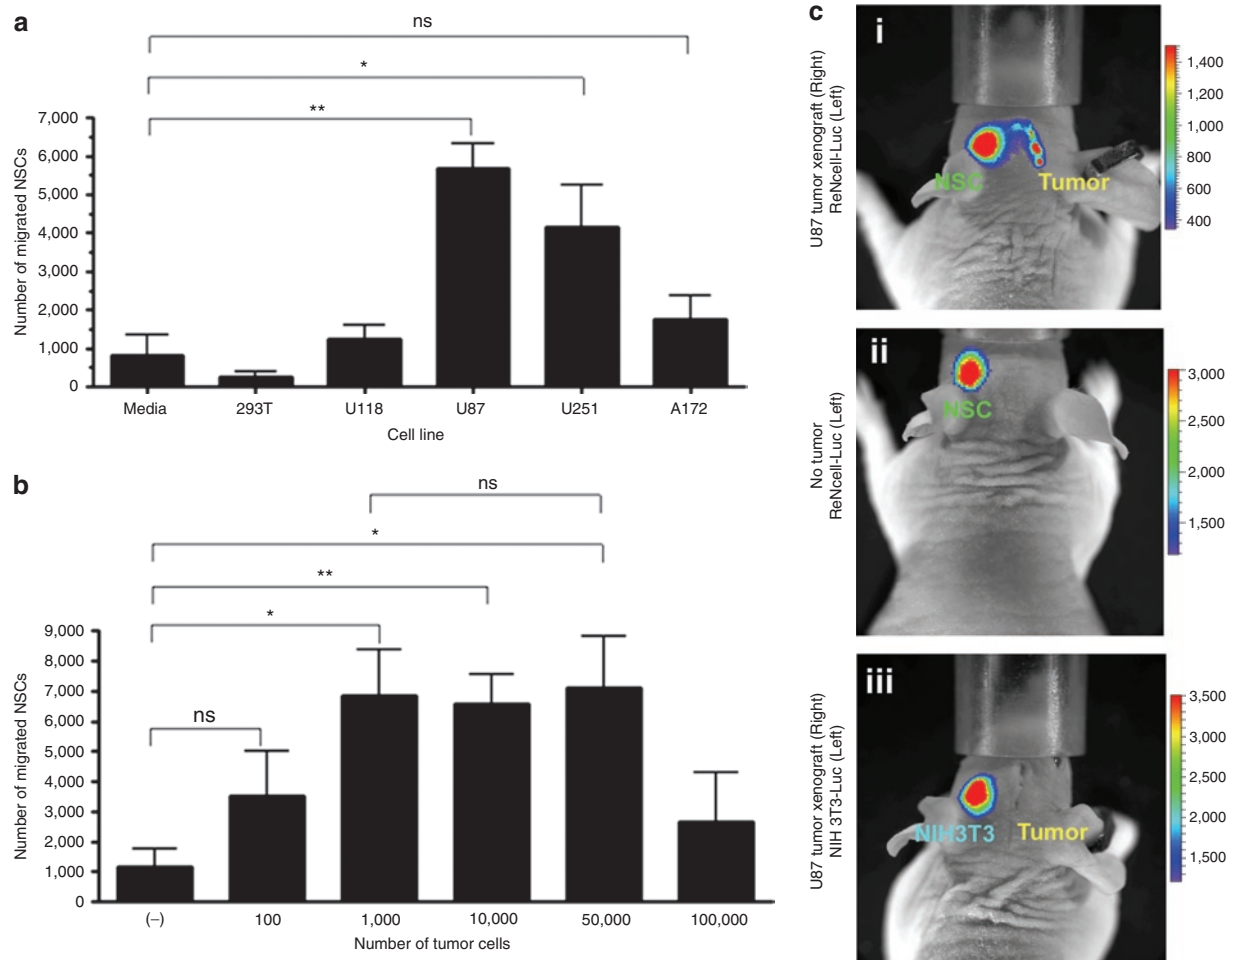 a
ns
*
**
7,000
6,000
5,000
4,000
3,000
2,000
1,000
0
Number of migrated NSCs
Media 293T U118 U87 U251 A172
Cell line
b
ns
*
**
*
ns
9,000
8,000
7,000
6,000
5,000
4,000
3,000
2,000
1,000
0
Number of migrated NSCs
(–) 100 1,000 10,000 50,000 100,000
Number of tumor cells
c
U87 tumor xenograft (Right)
ReNcell-Luc (Left)
i
NSC
Tumor
1,400
1,200
1,000
800
600
400
No tumor
ReNcell-Luc (Left)
ii
NSC
3,000
2,500
2,000
1,500
U87 tumor xenograft (Right)
NIH 3T3-Luc (Left)
iii
NIH3T3
Tumor
3,500
3,000
2,500
2,000
1,500